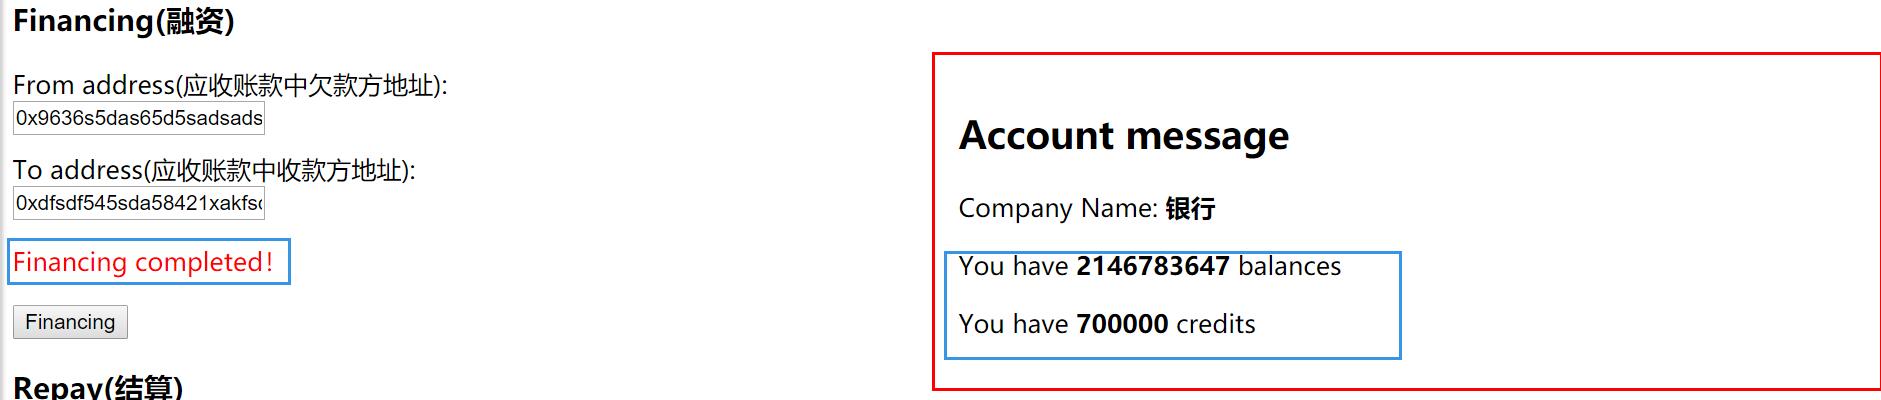 Financing(融资)
From address(应收账款中欠款方地址):
0x9636s5das65d5sadsads
To address(应收账款中收款方地址):
0xdfsdf545sda58421xakfsc
Financing completed!
Financing
Repay(结算)
Account message
Company Name: 银行
You have 2146783647 balances
You have 700000 credits